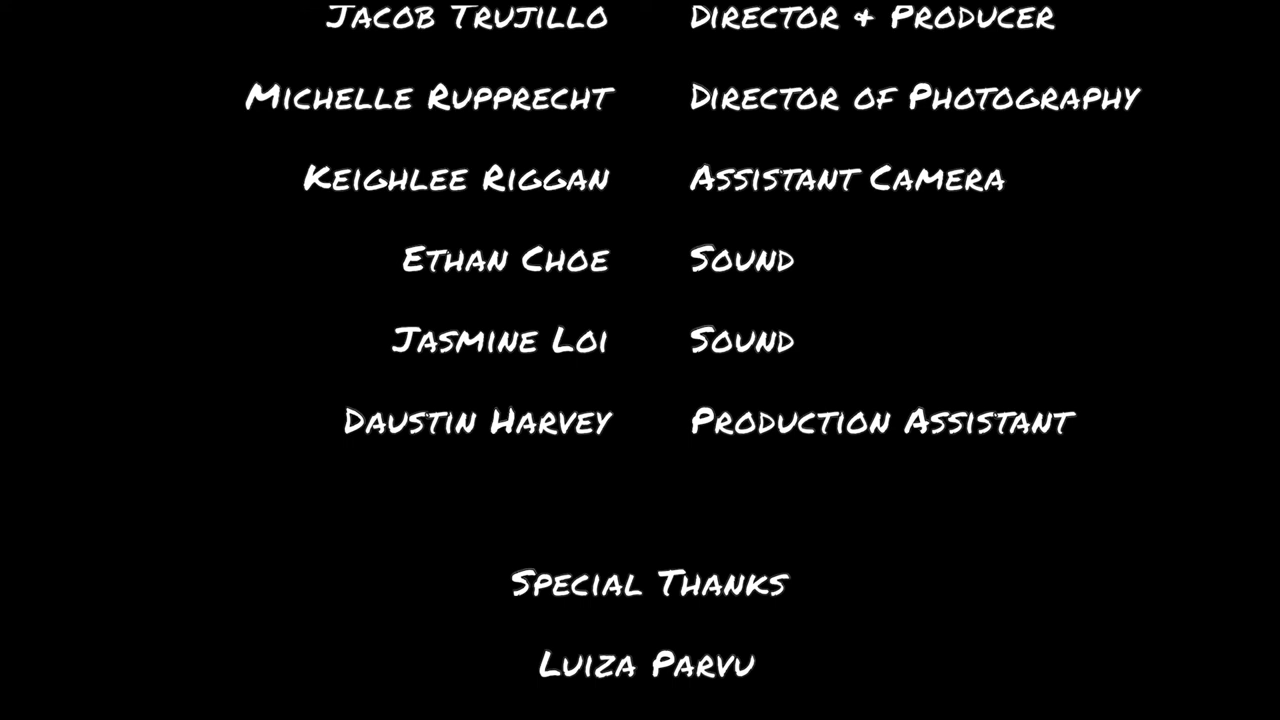 Jacob Trujillo Director & Producer
Michelle Rupprecht Director of Photography
Keighlee Riggan Assistant Camera
Ethan Choe Sound
Jasmine Loi Sound
Daustin Harvey Production Assistant
Special Thanks
Luiza Parvu